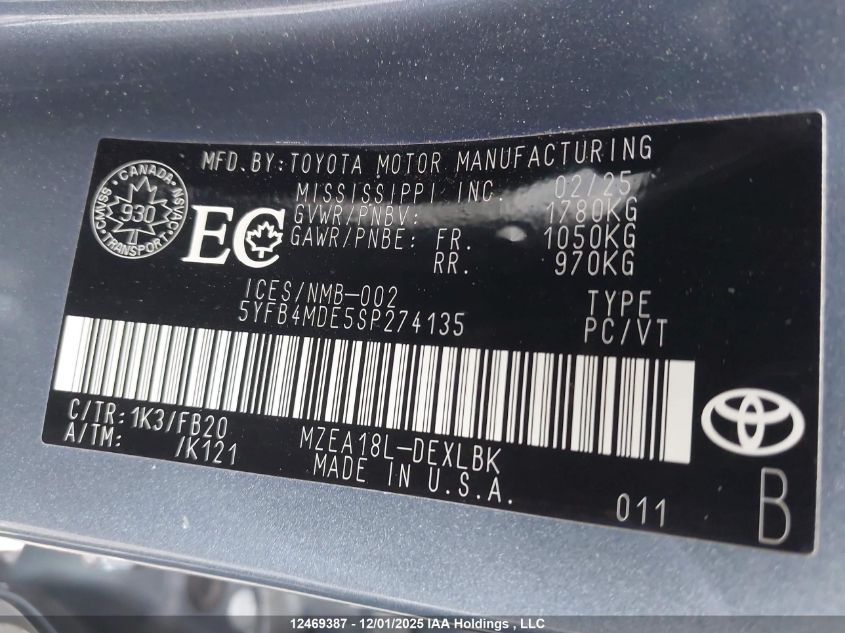 MFD. BY: TOYOTA MOTOR MANUFACTURING
MISSISSIPPI INC. 02/25
GVWR/PNBV: 1780KG
GAWR/PNBE: FR. 1050KG
RR. 970KG
CANADA
CMVSS 930 NSVAC
TRANSPORT
EC
ICES/NMB-002
5YFB4MDE5SP274135
TYPE
PC/VT
C/TR: 1K3/FB20
A/TM: /K121
MZEA18L-DEXLBK
MADE IN U.S.A.
011
B
12469387 - 12/01/2025 IAA Holdings , LLC